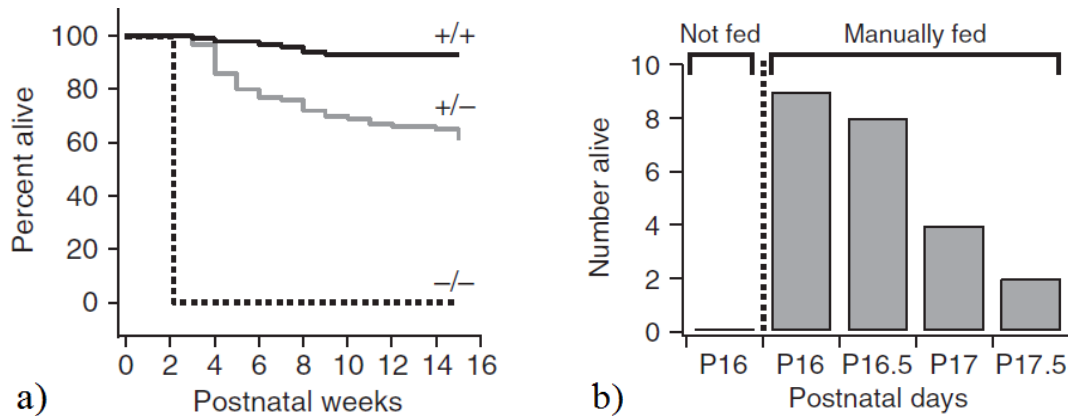 Percent alive
100
80
60
40
20
0
+/+
+/−
−/−
0 2 4 6 8 10 12 14 16
Postnatal weeks
a)
Not fed Manually fed
Number alive
10
8
6
4
2
0
P16 P16 P16.5 P17 P17.5
Postnatal days
b)